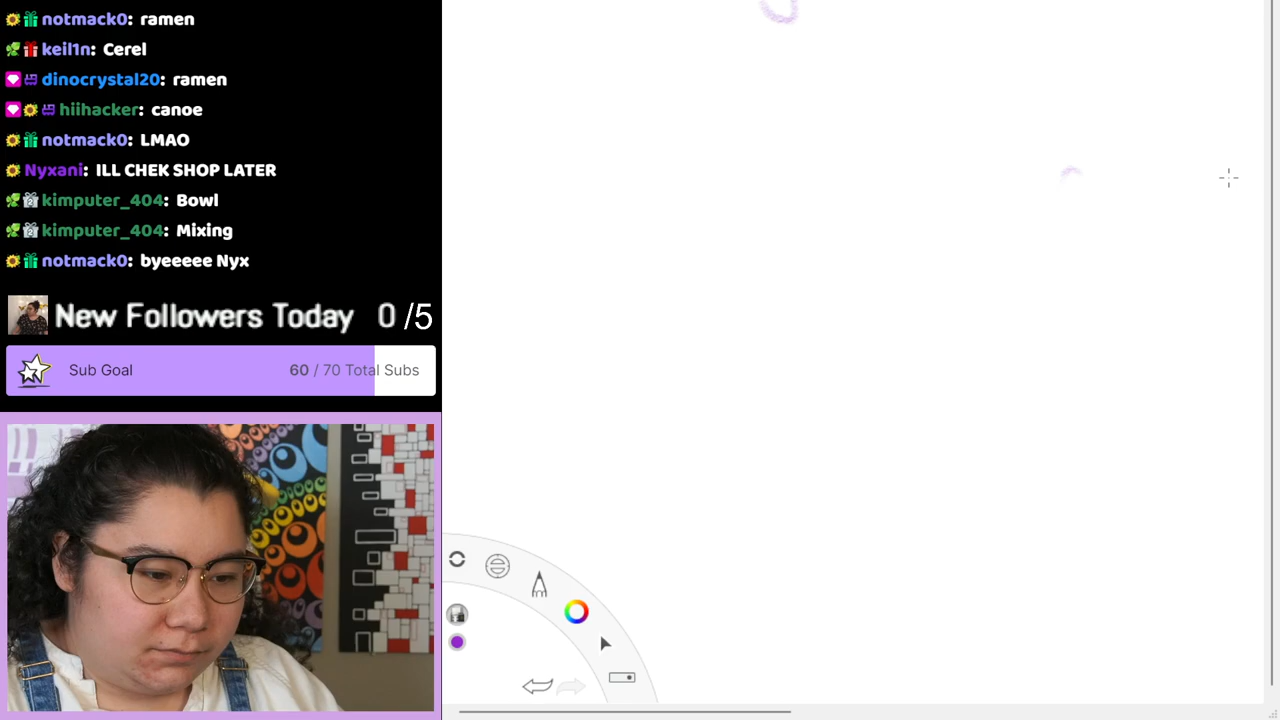 notmack0: ramen
keil1n: Cerel
dinocrystal20: ramen
hiihacker: canoe
notmack0: LMAO
Nyxani: ILL CHEK SHOP LATER
kimputer_404: Bowl
kimputer_404: Mixing
notmack0: byeeeee Nyx
New Followers Today 0 /5
Sub Goal 60 / 70 Total Subs